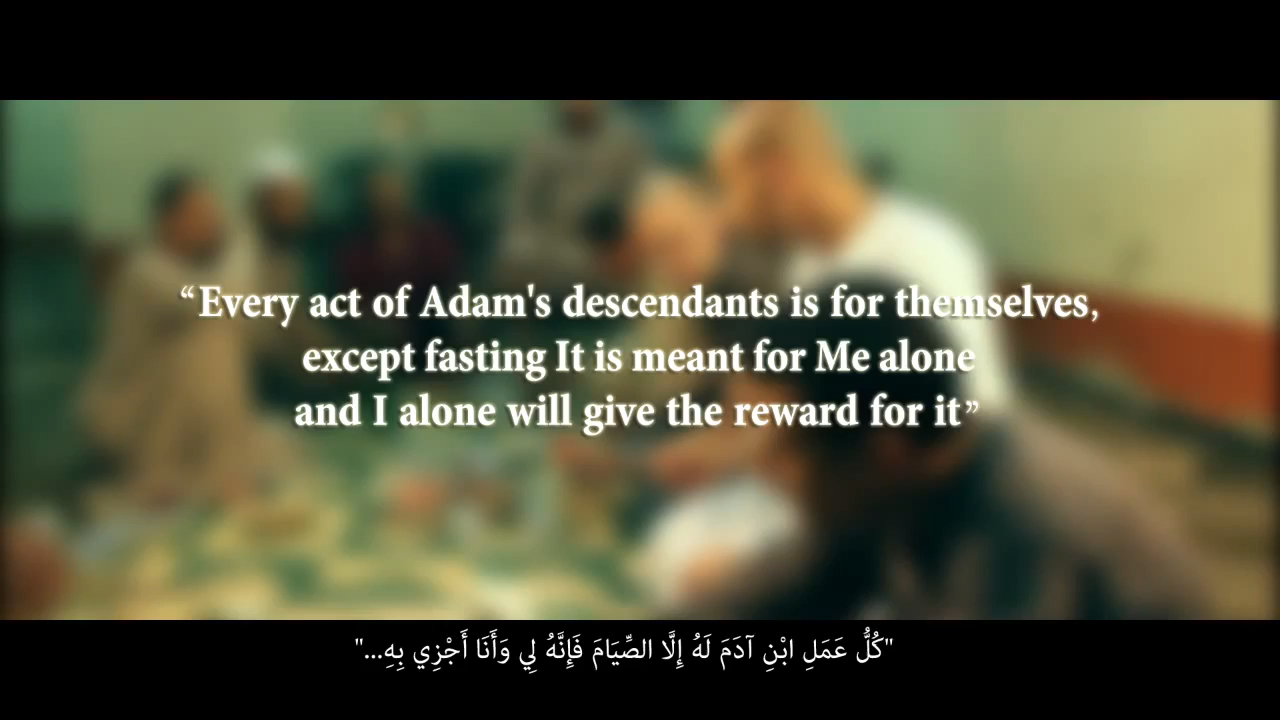 “Every act of Adam's descendants is for themselves,
except fasting It is meant for Me alone
and I alone will give the reward for it”
"كُلُّ عَمَلِ ابْنِ آدَمَ لَهُ إِلَّا الصِّيَامَ فَإِنَّهُ لِي وَأَنَا أَجْزِي بِهِ..."